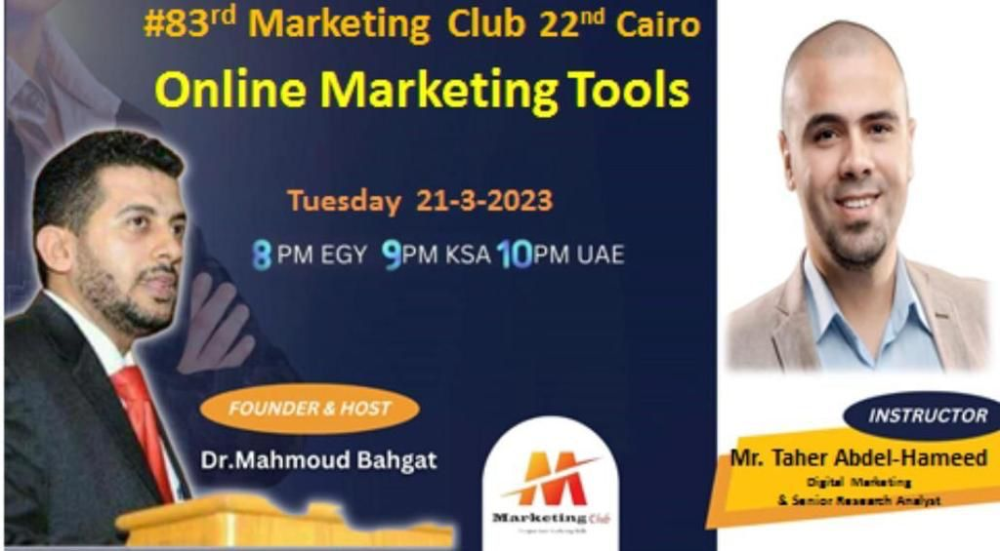 #83rd Marketing Club 22nd Cairo
Online Marketing Tools
Tuesday 21-3-2023
8 PM EGY 9PM KSA 10PM UAE
FOUNDER & HOST
Dr.Mahmoud Bahgat
Marketing Club
INSTRUCTOR
Mr. Taher Abdel-Hameed
Digital Marketing
& Senior Research Analyst